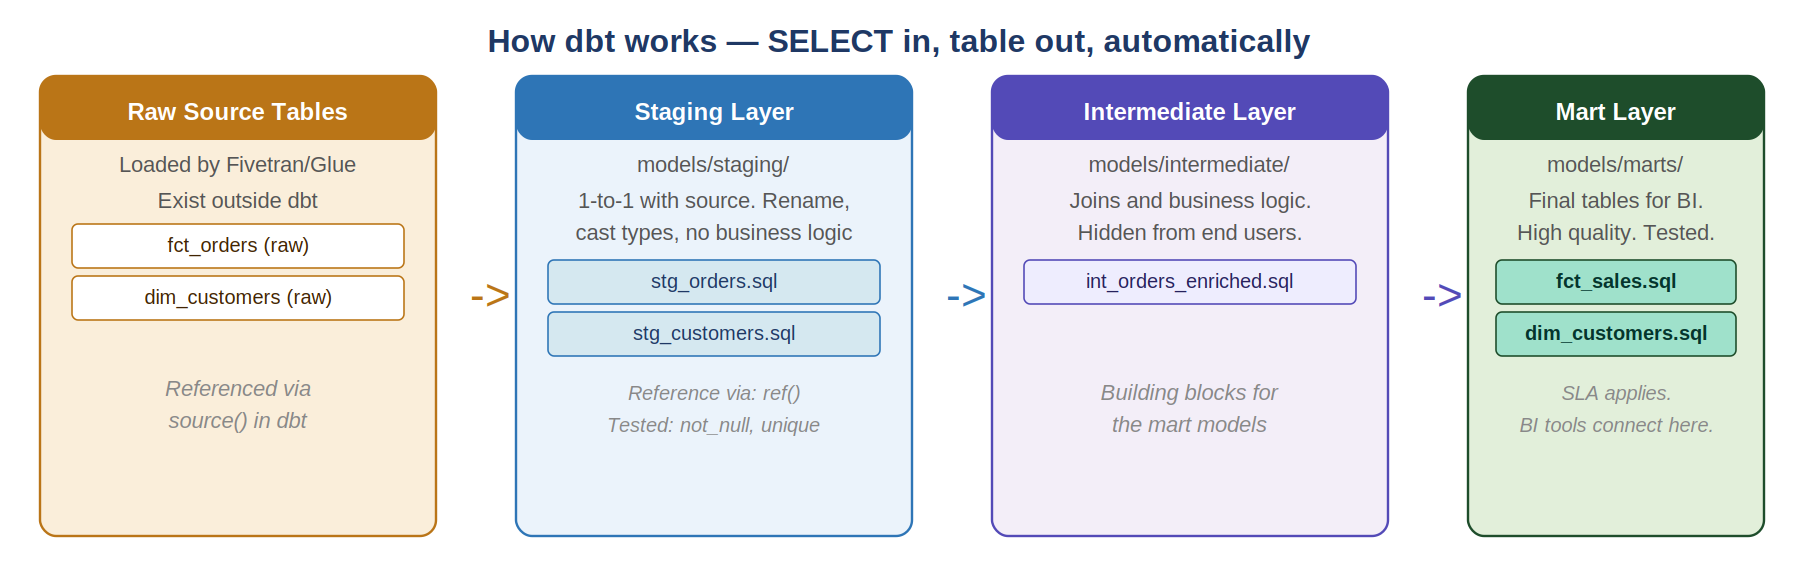 How dbt works — SELECT in, table out, automatically
Raw Source Tables
Loaded by Fivetran/Glue
Exist outside dbt
fct_orders (raw)
dim_customers (raw)
Referenced via
source() in dbt
->
Staging Layer
models/staging/
1-to-1 with source. Rename,
cast types, no business logic
stg_orders.sql
stg_customers.sql
Reference via: ref()
Tested: not_null, unique
->
Intermediate Layer
models/intermediate/
Joins and business logic.
Hidden from end users.
int_orders_enriched.sql
Building blocks for
the mart models
->
Mart Layer
models/marts/
Final tables for BI.
High quality. Tested.
fct_sales.sql
dim_customers.sql
SLA applies.
BI tools connect here.